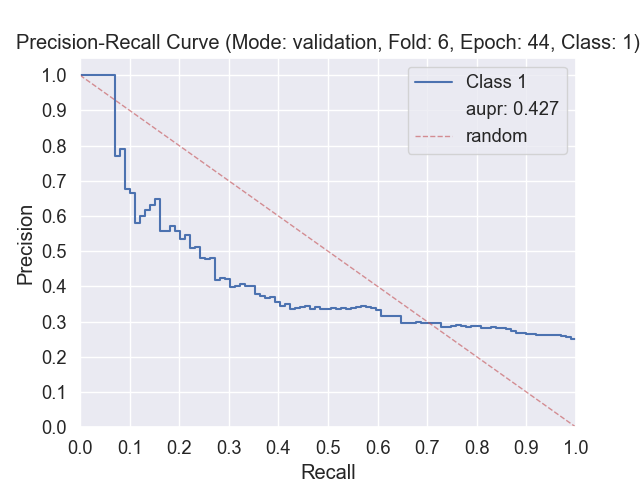 Precision-Recall Curve (Mode: validation, Fold: 6, Epoch: 44, Class: 1)
1.0
0.9
0.8
0.7
0.6
0.5
0.4
0.3
0.2
0.1
0.0
Precision
Class 1
aupr: 0.427
random
0.0 0.1 0.2 0.3 0.4 0.5 0.6 0.7 0.8 0.9 1.0
Recall